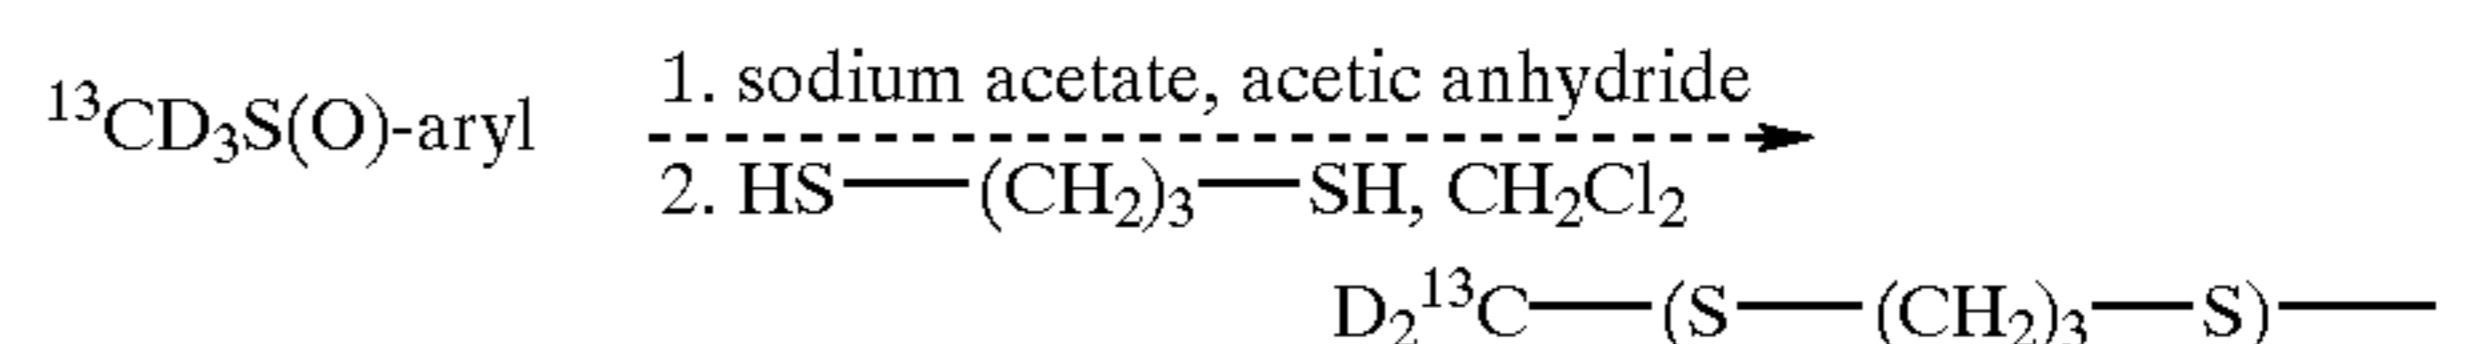 ¹³CD₃S(O)-aryl
1. sodium acetate, acetic anhydride
2. HS—(CH₂)₃—SH, CH₂Cl₂
D₂¹³C—(S—(CH₂)₃—S)—